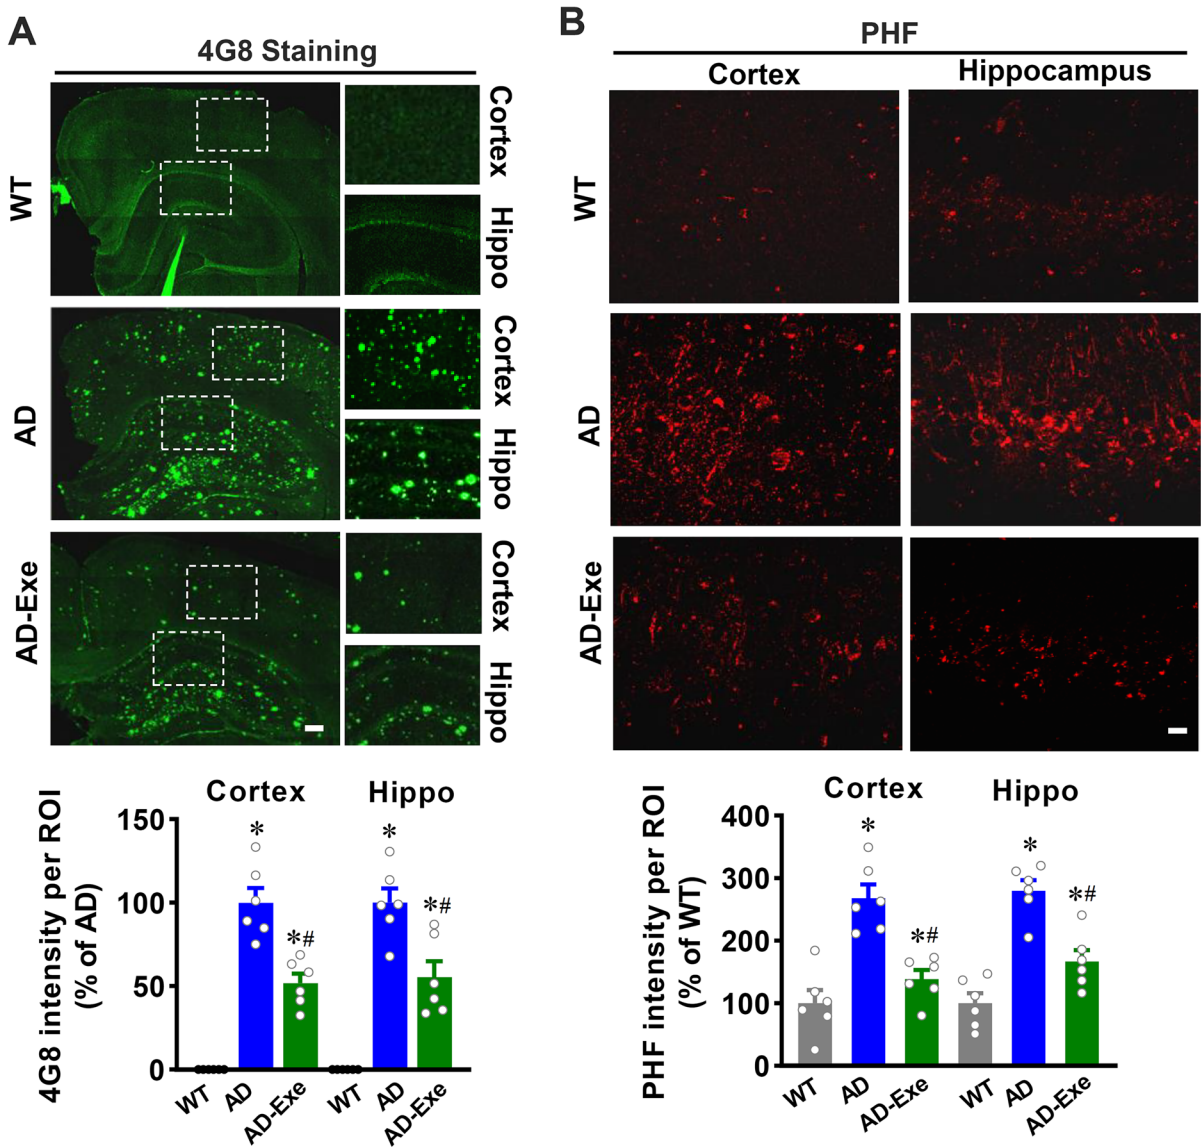 A
4G8 Staining
WT
Cortex
Hippo
AD
Cortex
Hippo
AD-Exe
Cortex
Hippo
4G8 intensity per ROI
(% of AD)
Cortex
Hippo
150
100
50
0
*
*#
*
*#
WT
AD
AD-Exe
WT
AD
AD-Exe
B
PHF
Cortex
Hippocampus
WT
AD
AD-Exe
PHF intensity per ROI
(% of WT)
Cortex
Hippo
400
300
200
100
0
*
*#
*
*#
WT
AD
AD-Exe
WT
AD
AD-Exe